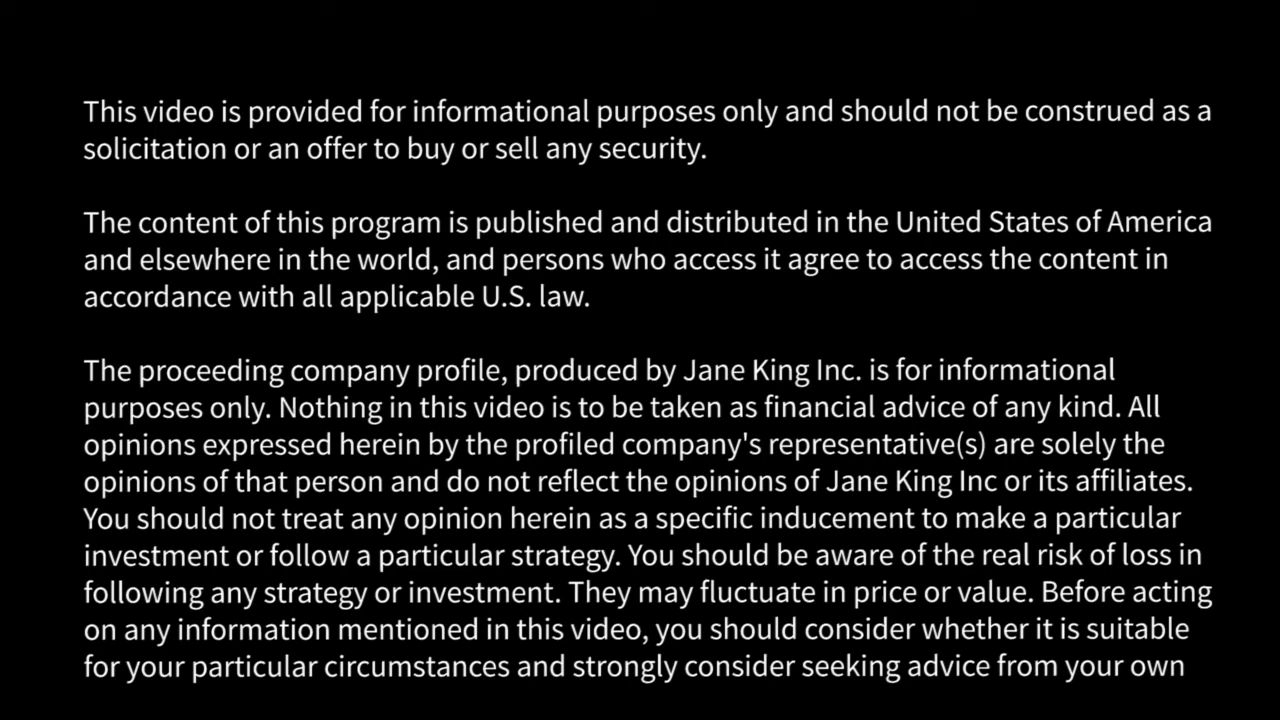 This video is provided for informational purposes only and should not be construed as a
solicitation or an offer to buy or sell any security.
The content of this program is published and distributed in the United States of America
and elsewhere in the world, and persons who access it agree to access the content in
accordance with all applicable U.S. law.
The proceeding company profile, produced by Jane King Inc. is for informational
purposes only. Nothing in this video is to be taken as financial advice of any kind. All
opinions expressed herein by the profiled company's representative(s) are solely the
opinions of that person and do not reflect the opinions of Jane King Inc or its affiliates.
You should not treat any opinion herein as a specific inducement to make a particular
investment or follow a particular strategy. You should be aware of the real risk of loss in
following any strategy or investment. They may fluctuate in price or value. Before acting
on any information mentioned in this video, you should consider whether it is suitable
for your particular circumstances and strongly consider seeking advice from your own